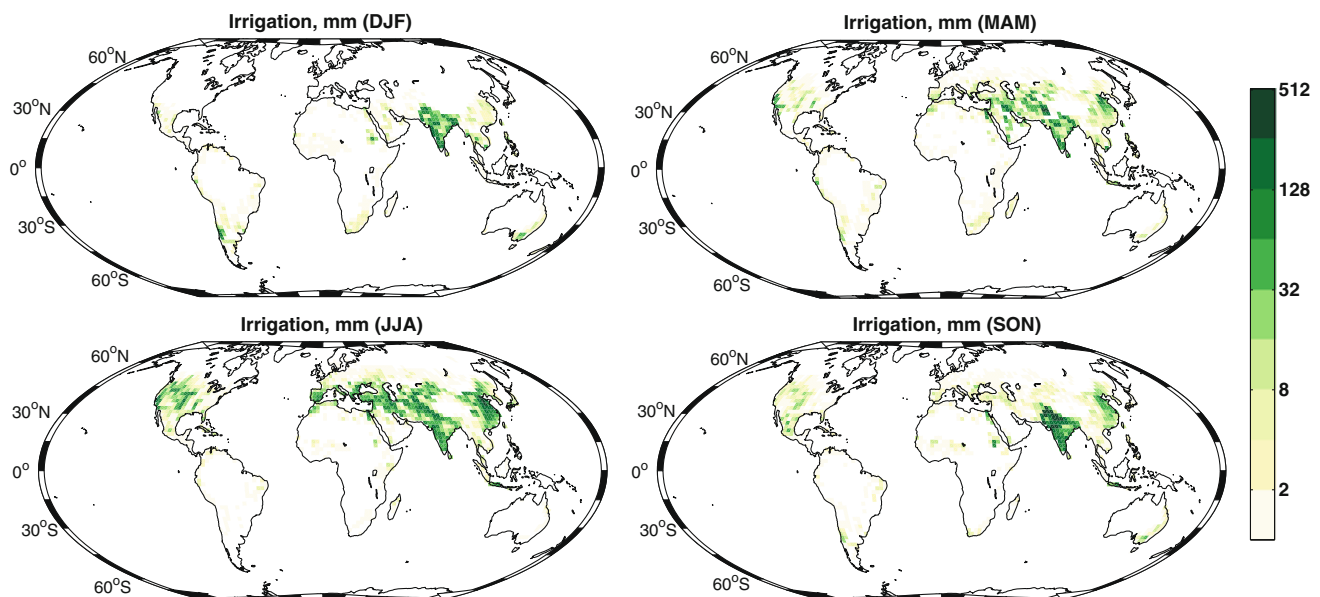 Irrigation, mm (DJF)
60°N
30°N
0°
30°S
60°S
Irrigation, mm (MAM)
60°N
30°N
0°
30°S
60°S
Irrigation, mm (JJA)
60°N
30°N
0°
30°S
60°S
Irrigation, mm (SON)
60°N
30°N
0°
30°S
60°S
512
128
32
8
2